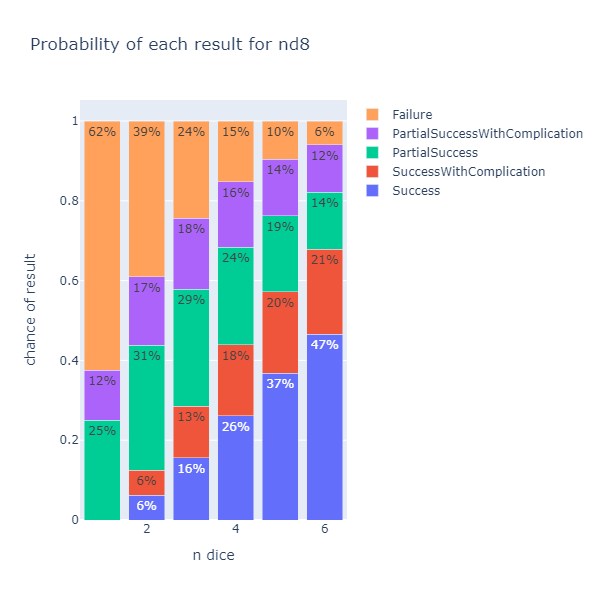 Probability of each result for nd8
Failure
PartialSuccessWithComplication
PartialSuccess
SuccessWithComplication
Success
1
0.8
0.6
0.4
0.2
0
chance of result
62% 39% 24% 15% 10% 6%
12% 17% 18% 16% 14% 12%
25% 31% 29% 24% 19% 14%
6% 13% 18% 20% 21%
6% 16% 26% 37% 47%
2 4 6
n dice